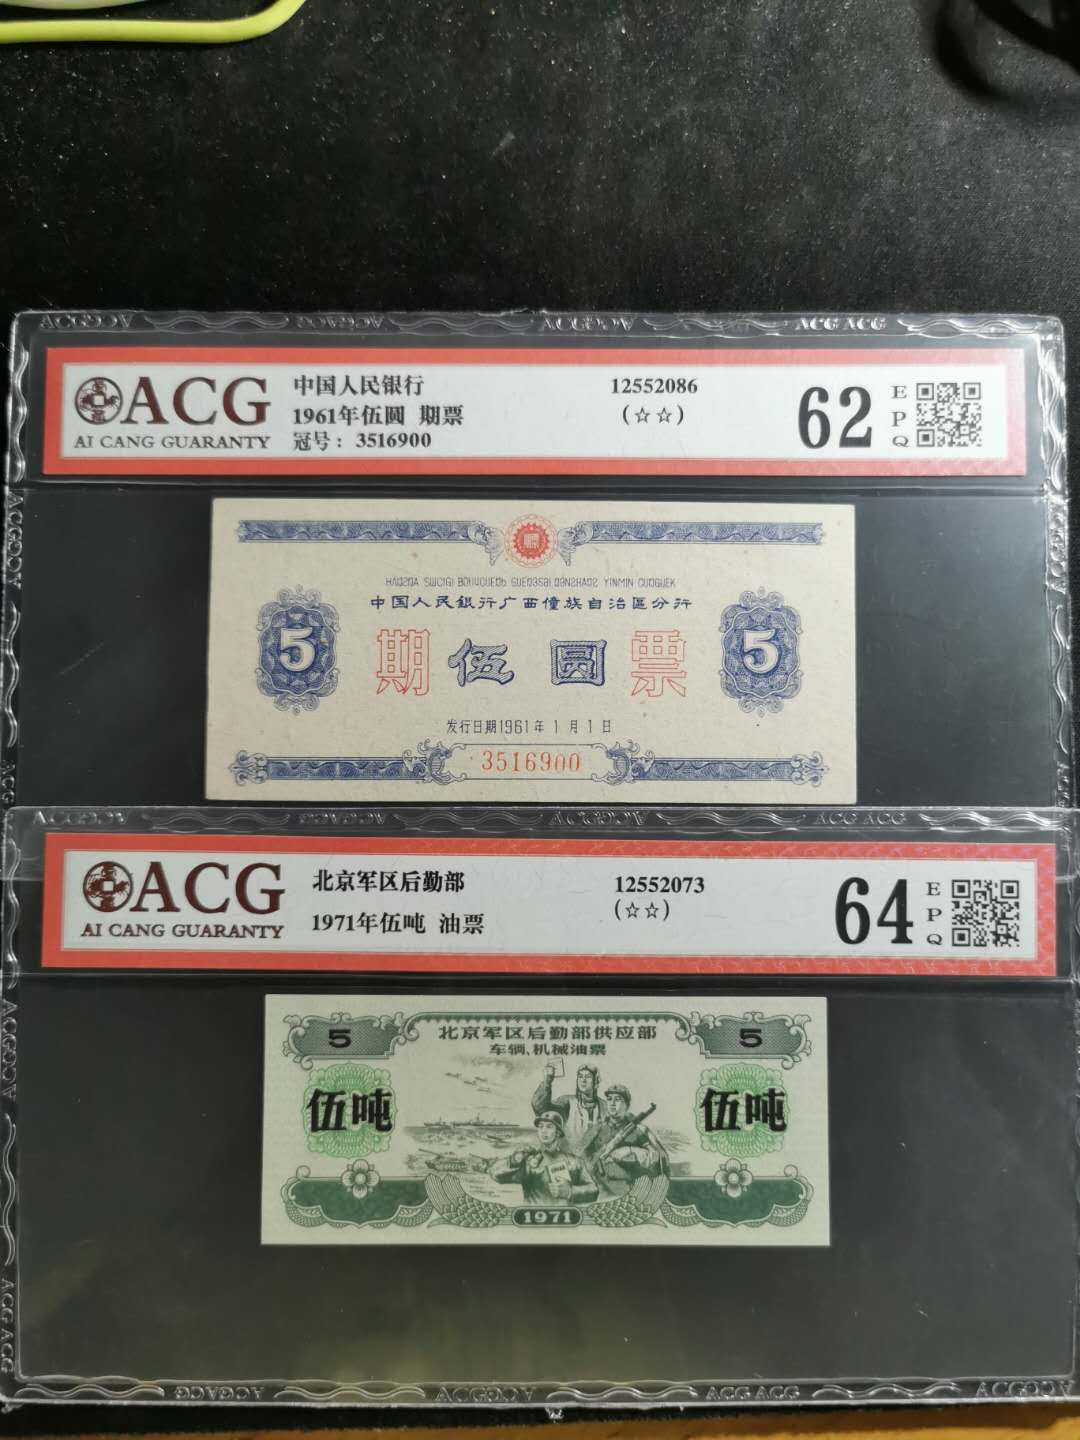 ACG
AI CANG GUARANTY
中国人民银行
1961年伍圆 期票
冠号：3516900
12552086
(☆☆)
62
EPQ
中国人民銀行广西僮族自治區分行
5
期 伍圆 票
5
发行日期1961年1月1日
3516900
ACG
AI CANG GUARANTY
北京军区后勤部
1971年伍吨 油票
12552073
(☆☆)
64
EPQ
5
北京军区后勤部供应部
车辆、机械油票
5
伍吨
伍吨
1971